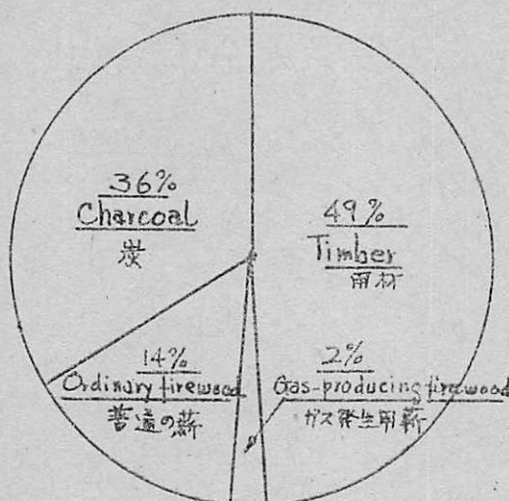 36%
Charcoal
炭
49%
Timber
用材
14%
Ordinary firewood
普通の薪
2%
Gas-producing firewood
ガス発生用薪